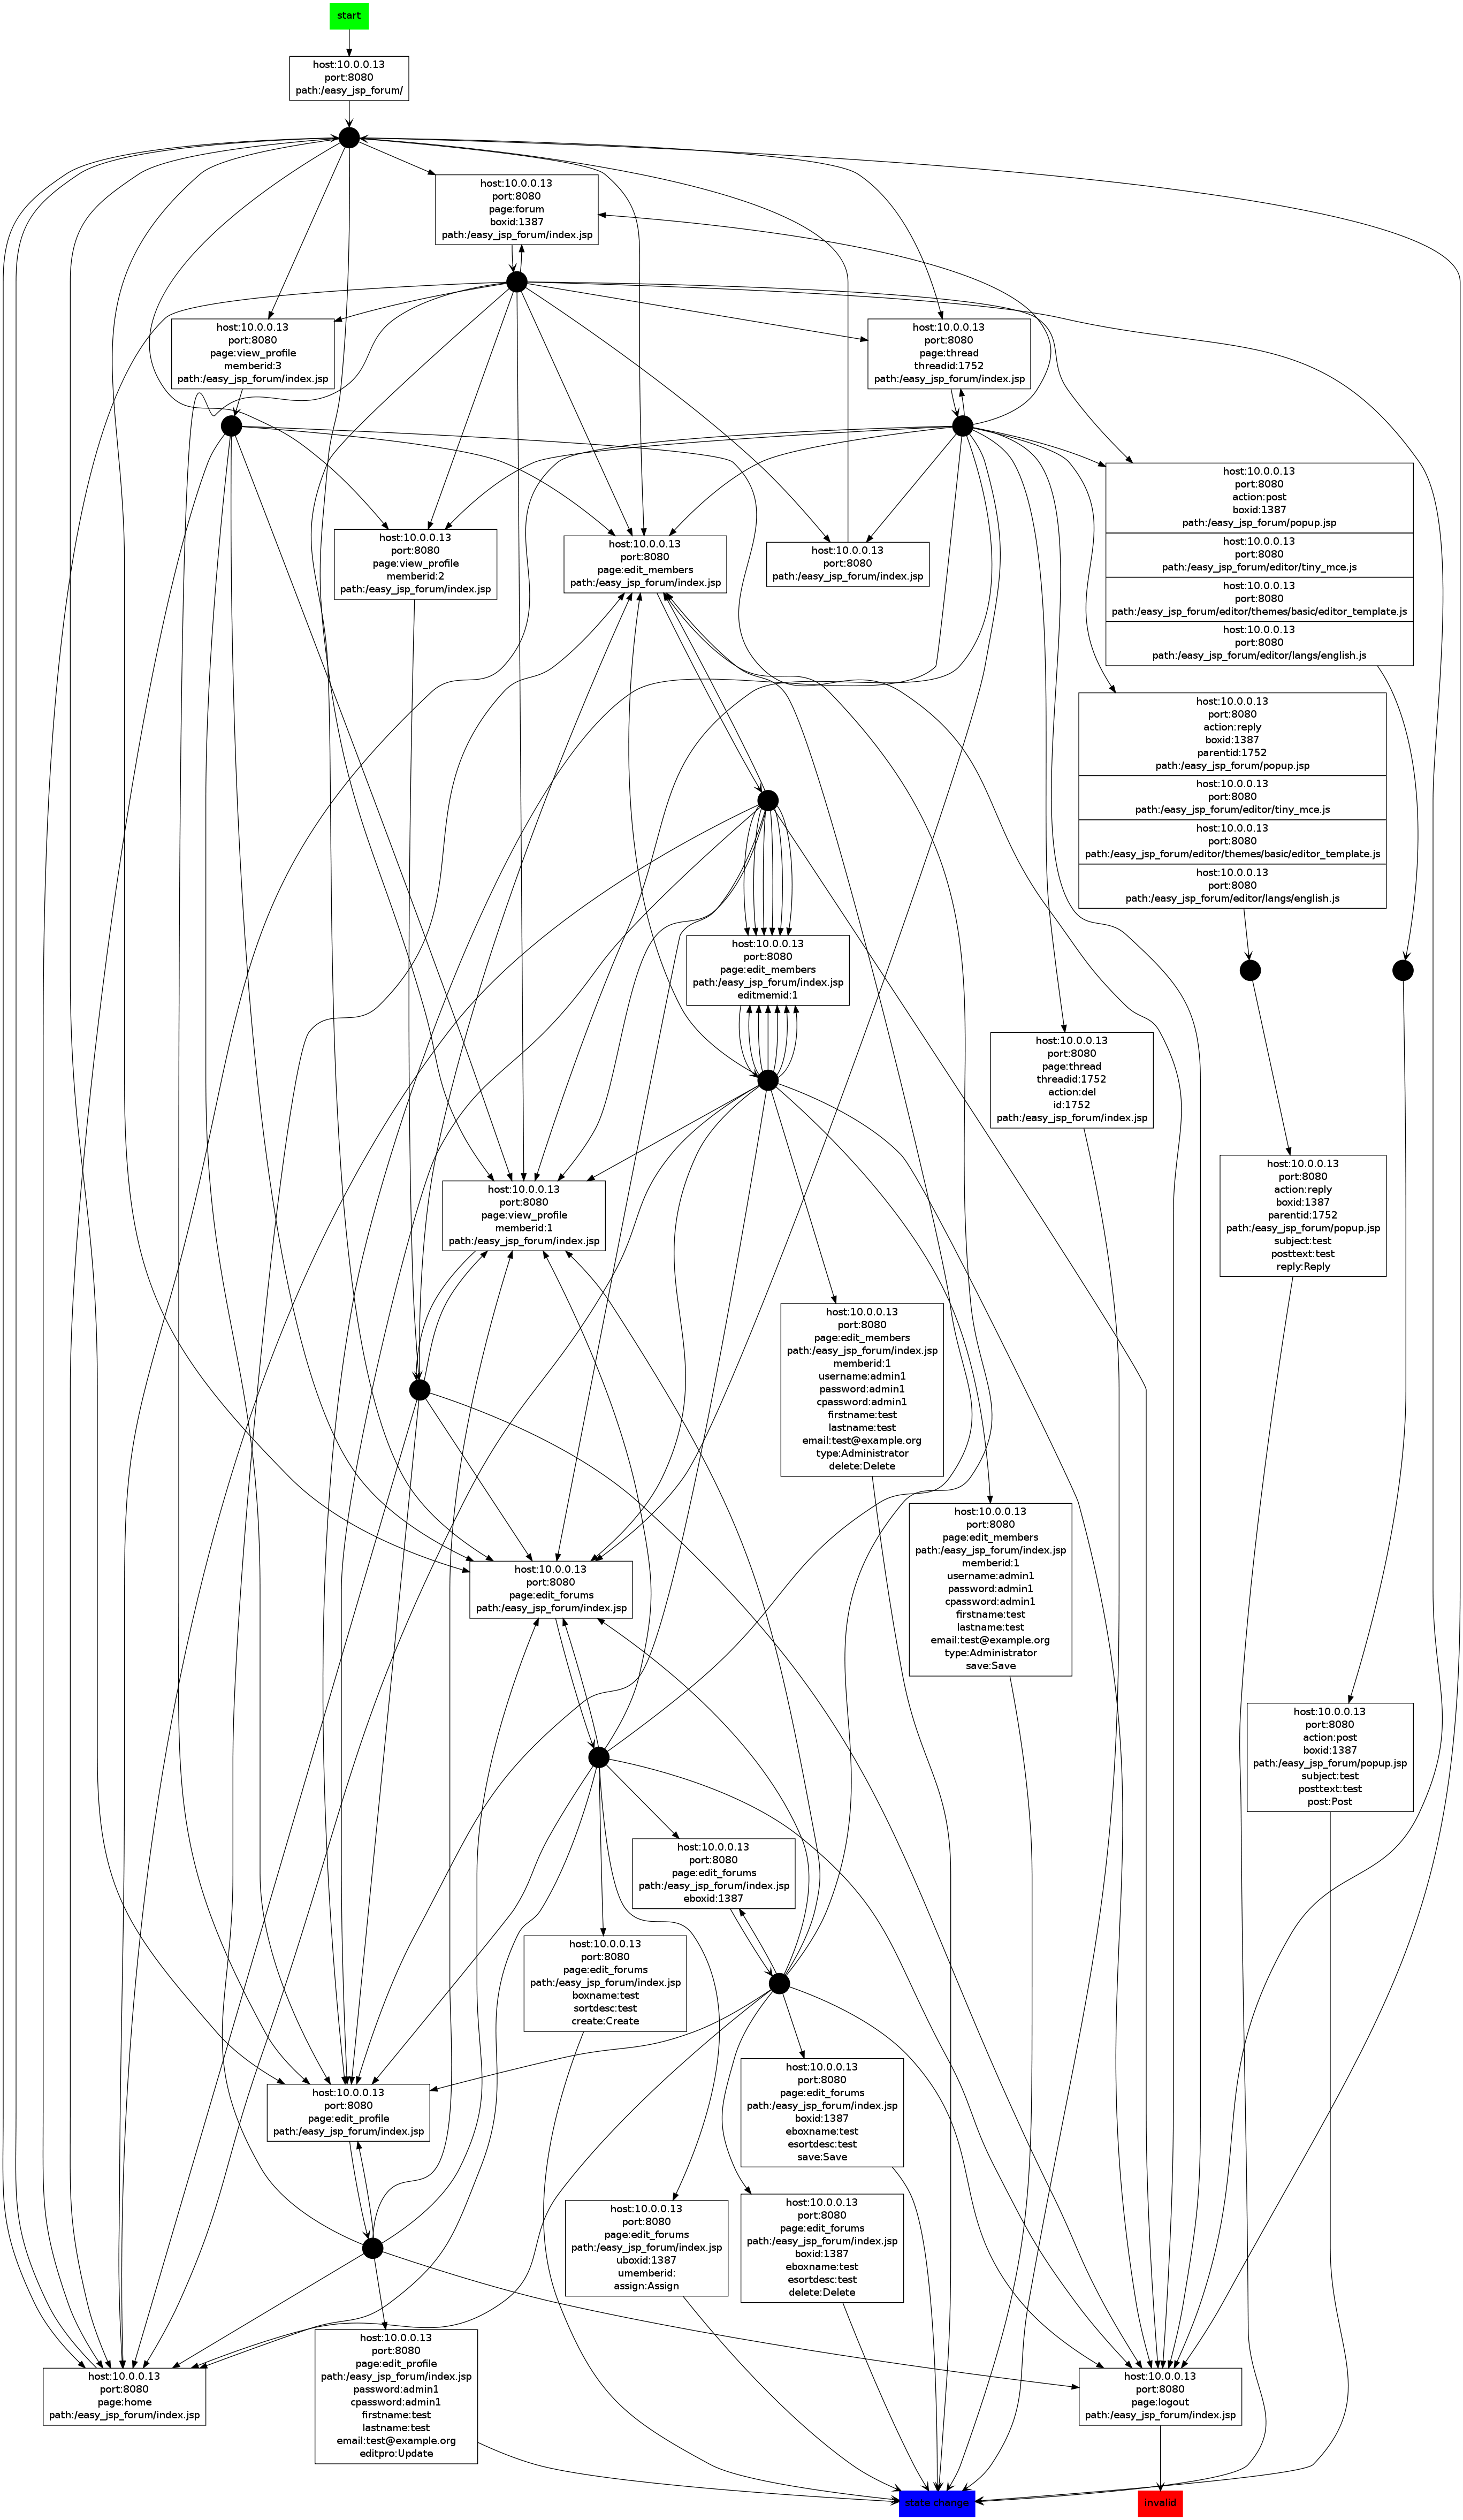 start
host:10.0.0.13
port:8080
path:/easy_jsp_forum/
host:10.0.0.13
port:8080
page:forum
boxid:1387
path:/easy_jsp_forum/index.jsp
host:10.0.0.13
port:8080
page:view_profile
memberid:3
path:/easy_jsp_forum/index.jsp
host:10.0.0.13
port:8080
page:thread
threadid:1752
path:/easy_jsp_forum/index.jsp
host:10.0.0.13
port:8080
action:post
boxid:1387
path:/easy_jsp_forum/popup.jsp
host:10.0.0.13
port:8080
path:/easy_jsp_forum/editor/tiny_mce.js
host:10.0.0.13
port:8080
path:/easy_jsp_forum/editor/themes/basic/editor_template.js
host:10.0.0.13
port:8080
path:/easy_jsp_forum/editor/langs/english.js
host:10.0.0.13
port:8080
page:view_profile
memberid:2
path:/easy_jsp_forum/index.jsp
host:10.0.0.13
port:8080
page:edit_members
path:/easy_jsp_forum/index.jsp
host:10.0.0.13
port:8080
path:/easy_jsp_forum/index.jsp
host:10.0.0.13
port:8080
action:reply
boxid:1387
parentid:1752
path:/easy_jsp_forum/popup.jsp
host:10.0.0.13
port:8080
path:/easy_jsp_forum/editor/tiny_mce.js
host:10.0.0.13
port:8080
path:/easy_jsp_forum/editor/themes/basic/editor_template.js
host:10.0.0.13
port:8080
path:/easy_jsp_forum/editor/langs/english.js
host:10.0.0.13
port:8080
page:edit_members
path:/easy_jsp_forum/index.jsp
editmemid:1
host:10.0.0.13
port:8080
page:thread
threadid:1752
action:del
id:1752
path:/easy_jsp_forum/index.jsp
host:10.0.0.13
port:8080
action:reply
boxid:1387
parentid:1752
path:/easy_jsp_forum/popup.jsp
subject:test
posttext:test
reply:Reply
host:10.0.0.13
port:8080
page:view_profile
memberid:1
path:/easy_jsp_forum/index.jsp
host:10.0.0.13
port:8080
page:edit_members
path:/easy_jsp_forum/index.jsp
memberid:1
username:admin1
password:admin1
cpassword:admin1
firstname:test
lastname:test
email:test@example.org
type:Administrator
delete:Delete
host:10.0.0.13
port:8080
page:edit_members
path:/easy_jsp_forum/index.jsp
memberid:1
username:admin1
password:admin1
cpassword:admin1
firstname:test
lastname:test
email:test@example.org
type:Administrator
save:Save
host:10.0.0.13
port:8080
page:edit_forums
path:/easy_jsp_forum/index.jsp
host:10.0.0.13
port:8080
action:post
boxid:1387
path:/easy_jsp_forum/popup.jsp
subject:test
posttext:test
post:Post
host:10.0.0.13
port:8080
page:edit_forums
path:/easy_jsp_forum/index.jsp
eboxid:1387
host:10.0.0.13
port:8080
page:edit_forums
path:/easy_jsp_forum/index.jsp
boxname:test
sortdesc:test
create:Create
host:10.0.0.13
port:8080
page:edit_forums
path:/easy_jsp_forum/index.jsp
boxid:1387
eboxname:test
esortdesc:test
save:Save
host:10.0.0.13
port:8080
page:edit_profile
path:/easy_jsp_forum/index.jsp
host:10.0.0.13
port:8080
page:edit_forums
path:/easy_jsp_forum/index.jsp
uboxid:1387
umemberid:
assign:Assign
host:10.0.0.13
port:8080
page:edit_forums
path:/easy_jsp_forum/index.jsp
boxid:1387
eboxname:test
esortdesc:test
delete:Delete
host:10.0.0.13
port:8080
page:edit_profile
path:/easy_jsp_forum/index.jsp
password:admin1
cpassword:admin1
firstname:test
lastname:test
email:test@example.org
editpro:Update
host:10.0.0.13
port:8080
page:home
path:/easy_jsp_forum/index.jsp
host:10.0.0.13
port:8080
page:logout
path:/easy_jsp_forum/index.jsp
state change
invalid